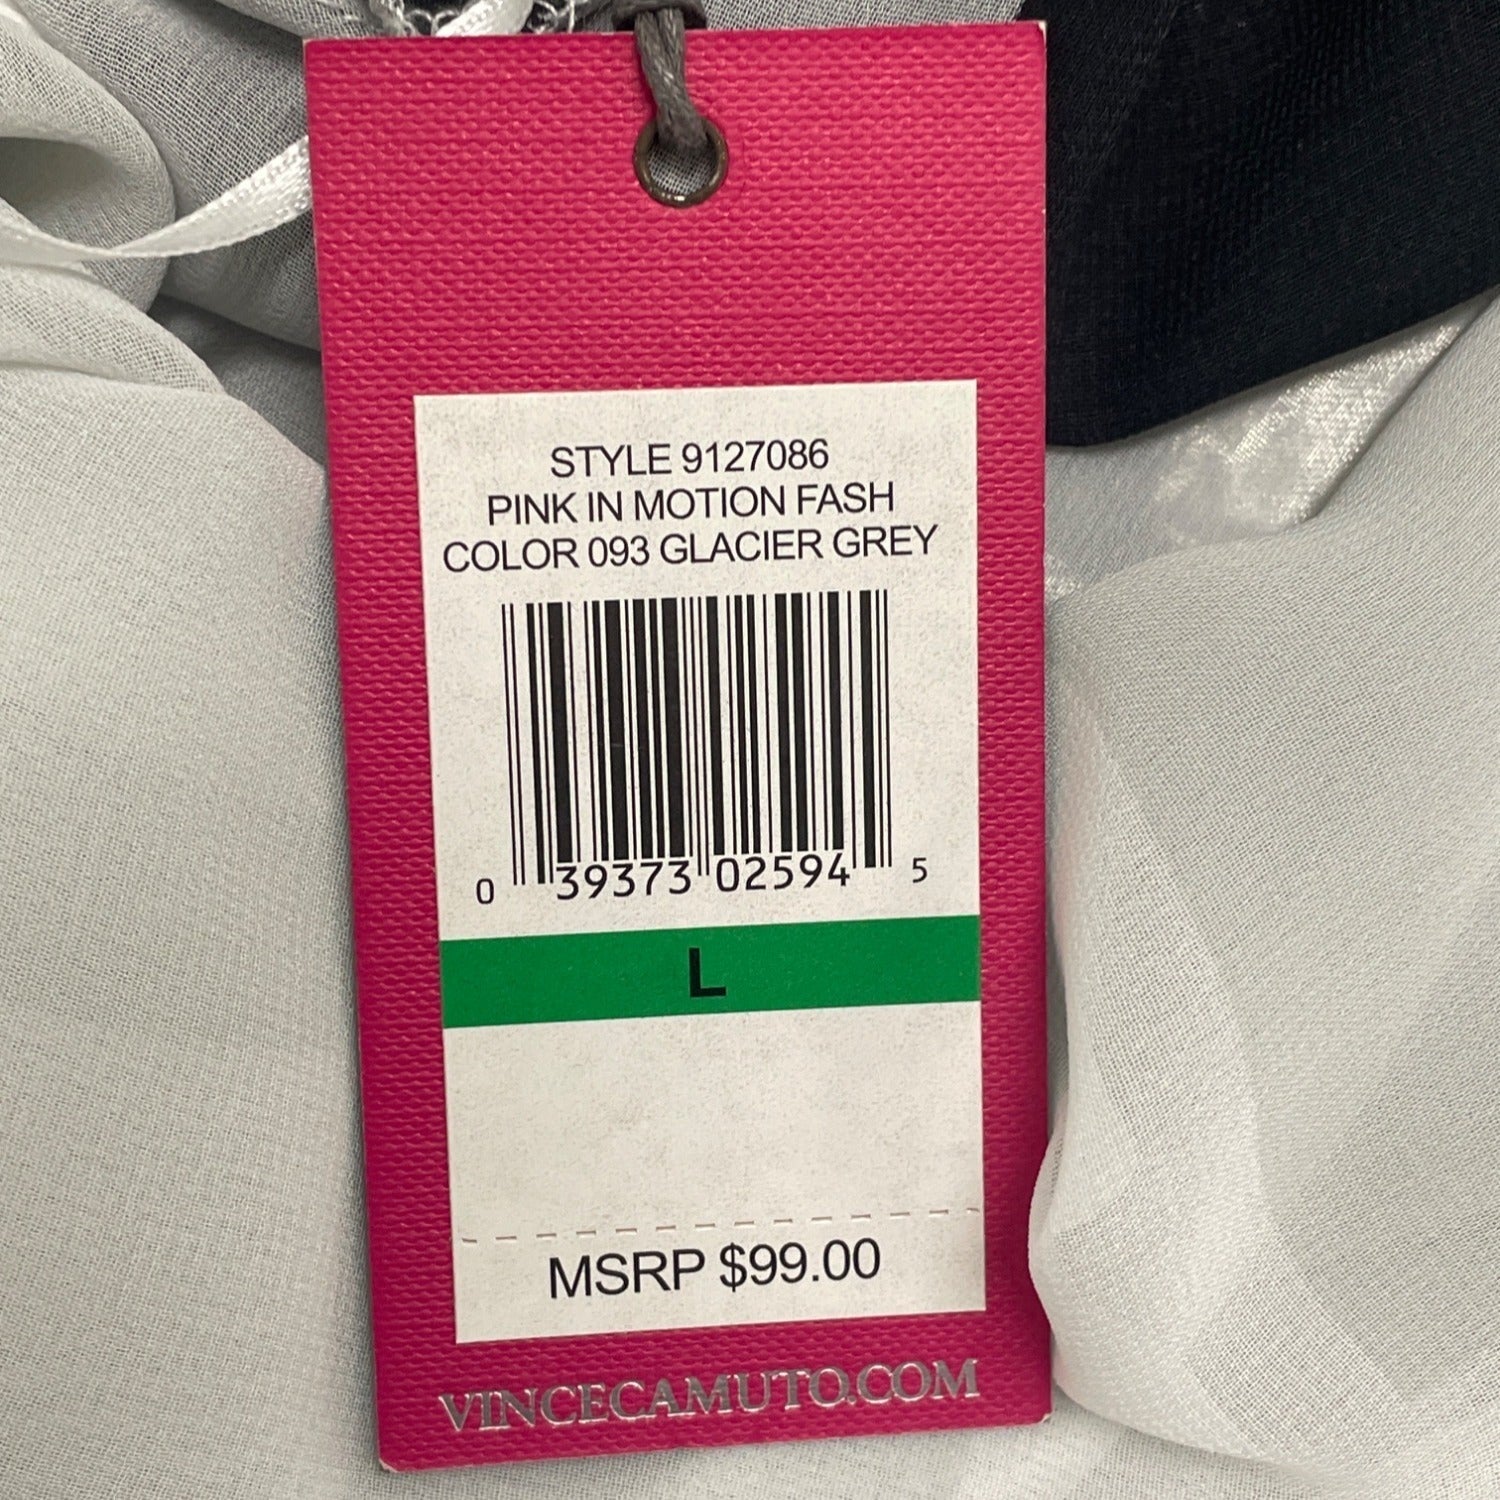 STYLE 9127086
PINK IN MOTION FASH
COLOR 093 GLACIER GREY
0 39373 02594 5
L
MSRP $99.00
VINCECAMUTO.COM